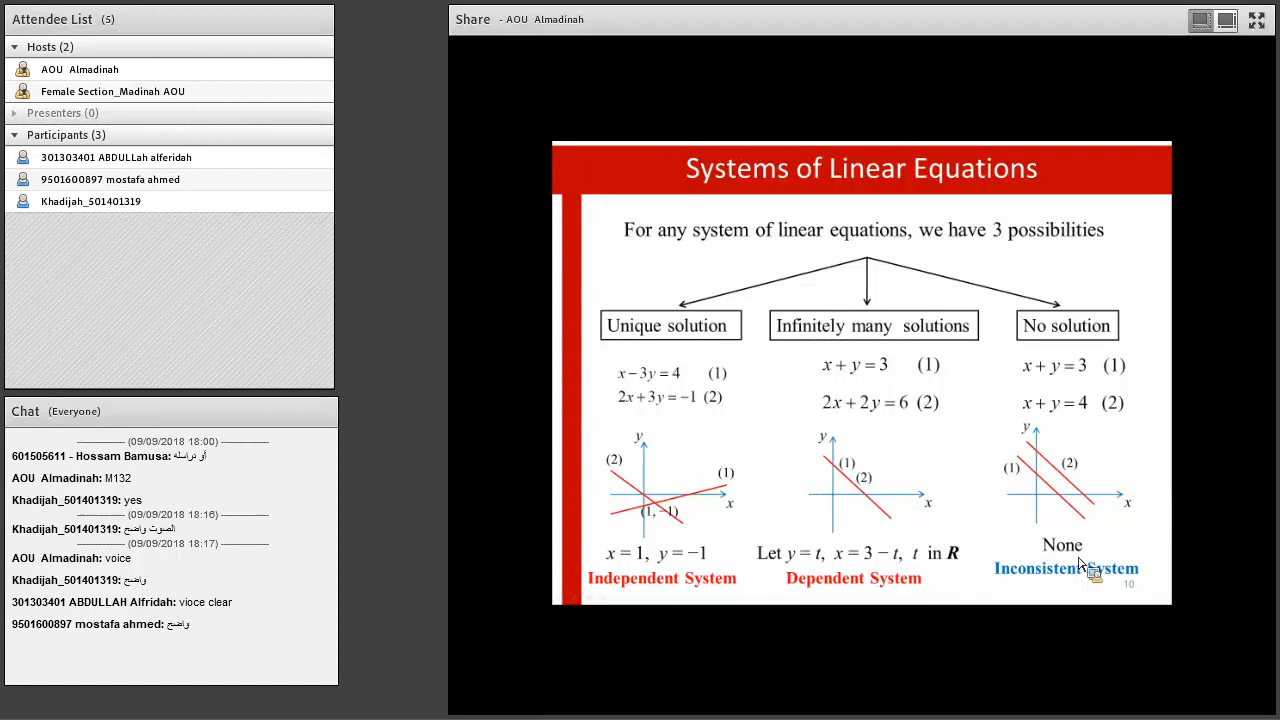 Attendee List (5)
Hosts (2)
AOU Almadinah
Female Section_Madinah AOU
Presenters (0)
Participants (3)
301303401 ABDULLah alferidah
9501600897 mostafa ahmed
Khadijah_501401319
Chat (Everyone)
(09/09/2018 18:00)
601505611 - Hossam Bamusa: أو دراسله
AOU Almadinah: M132
Khadijah_501401319: yes
(09/09/2018 18:16)
Khadijah_501401319: الصوت واضح
(09/09/2018 18:17)
AOU Almadinah: voice
Khadijah_501401319: واضح
301303401 ABDULLAH Alfridah: vioce clear
9501600897 mostafa ahmed: واضح
Share - AOU Almadinah
Systems of Linear Equations
For any system of linear equations, we have 3 possibilities
Unique solution
x − 3y = 4 (1)
2x + 3y = −1 (2)
y
(2)
(1)
x
(1, −1)
x = 1, y = −1
Independent System
Infinitely many solutions
x + y = 3 (1)
2x + 2y = 6 (2)
y
(1)
(2)
x
Let y = t, x = 3 − t, t in R
Dependent System
No solution
x + y = 3 (1)
x + y = 4 (2)
y
(1)
(2)
x
None
Inconsistent System
10